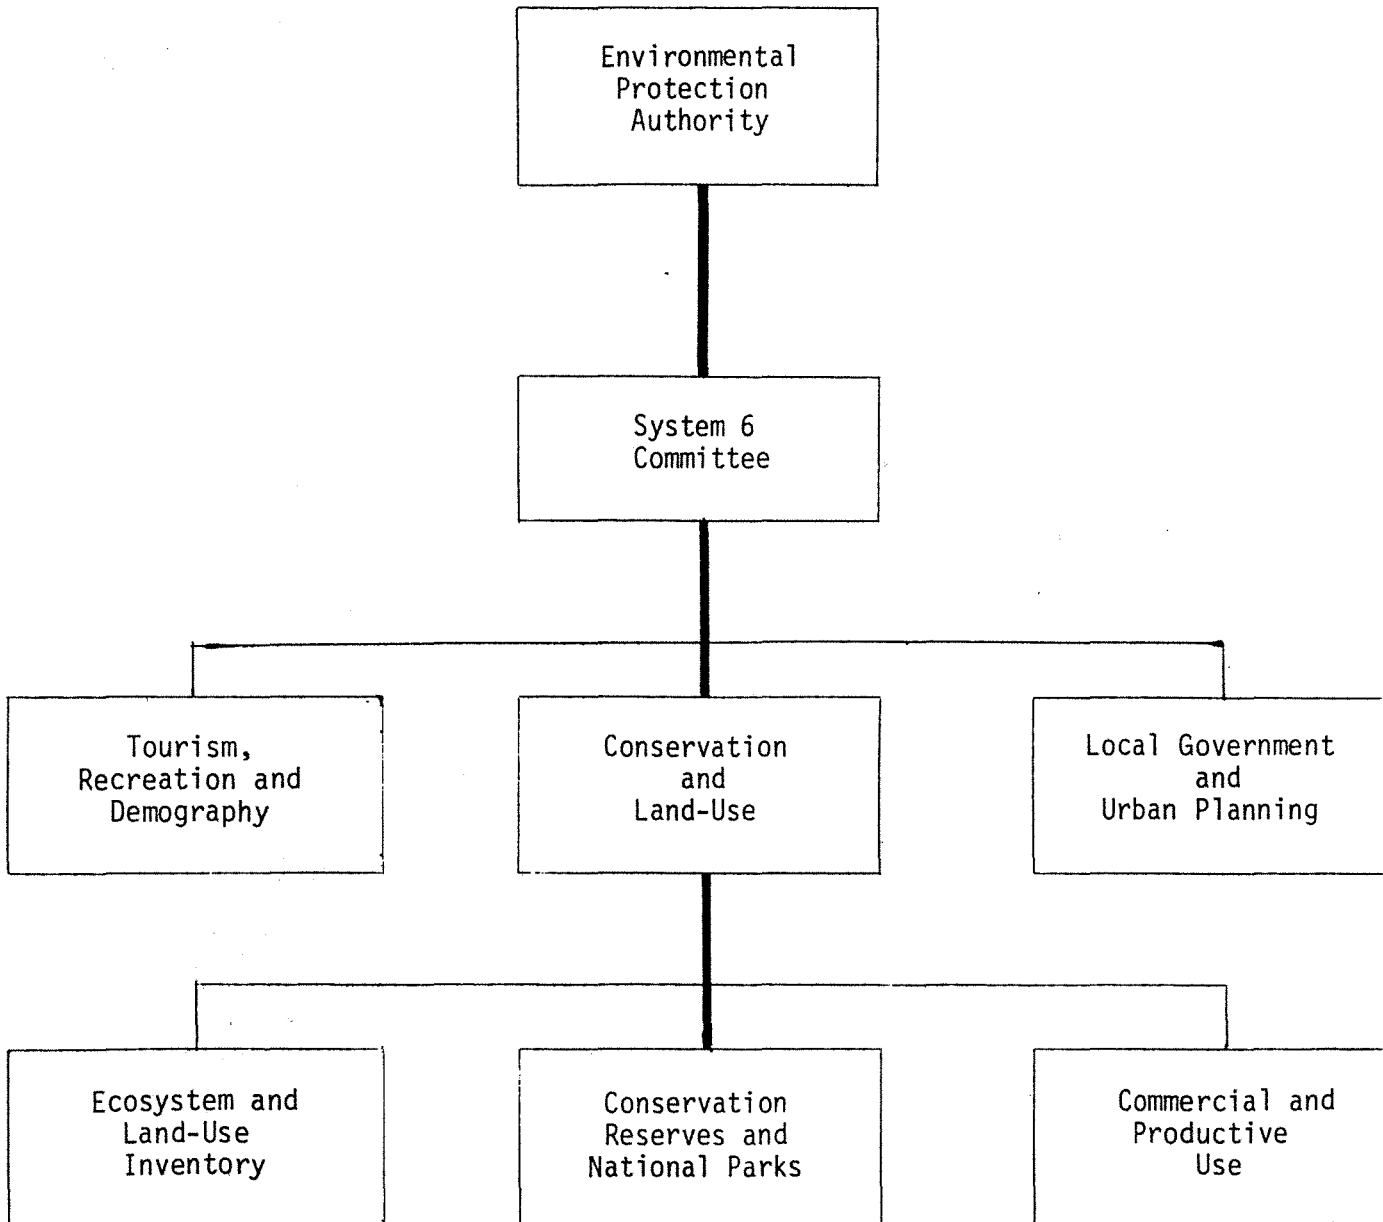 Environmental
Protection
Authority
System 6
Committee
Tourism,
Recreation and
Demography
Conservation
and
Land-Use
Local Government
and
Urban Planning
Ecosystem and
Land-Use
Inventory
Conservation
Reserves and
National Parks
Commercial and
Productive
Use